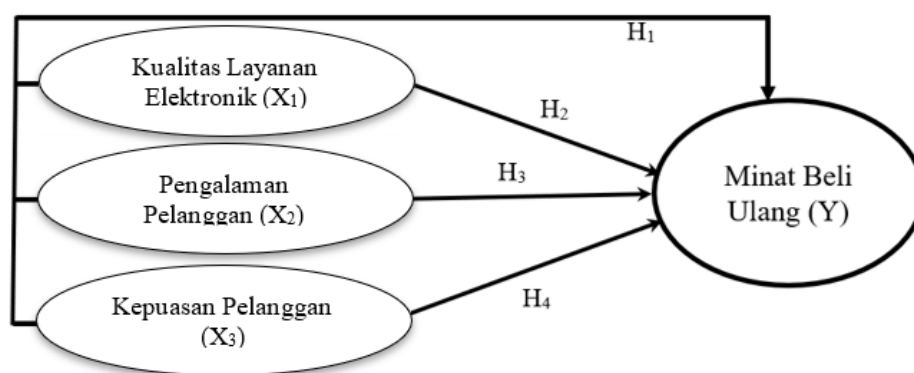 H₁
Kualitas Layanan
Elektronik (X₁)
H₂
Pengalaman
Pelanggan (X₂)
H₃
Minat Beli
Ulang (Y)
Kepuasan Pelanggan
(X₃)
H₄